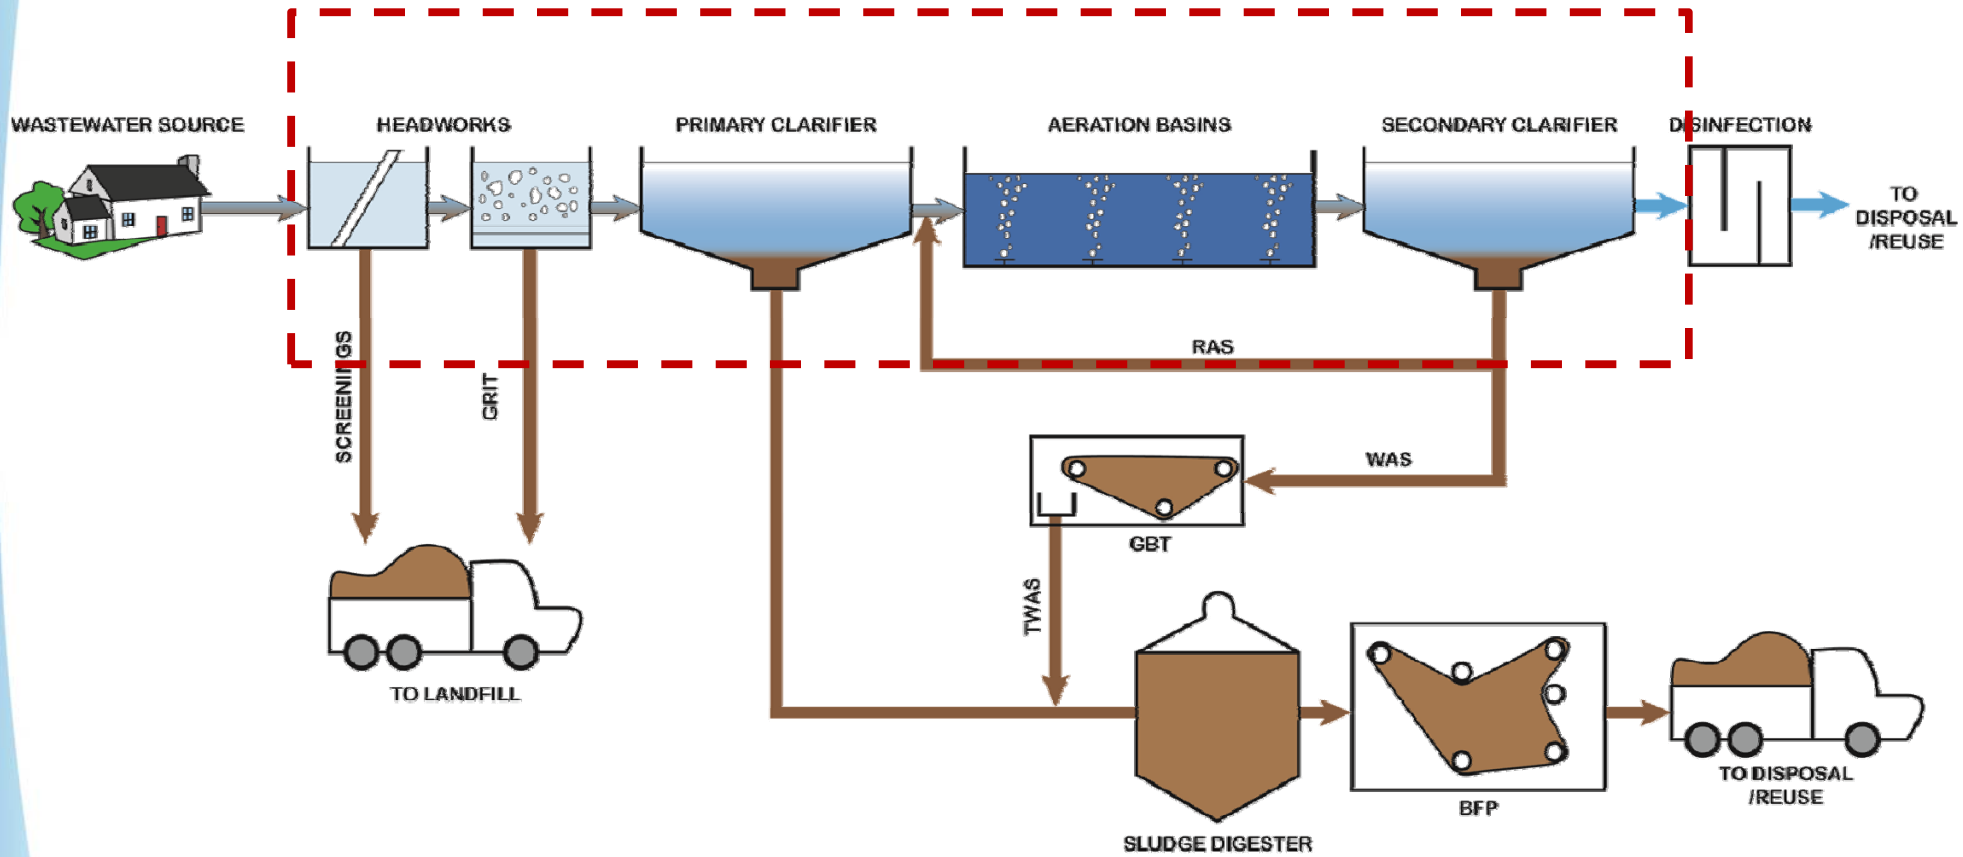 WASTEWATER SOURCE
HEADWORKS
PRIMARY CLARIFIER
AERATION BASINS
SECONDARY CLARIFIER
DISINFECTION
TO
DISPOSAL
/REUSE
SCREENINGS
GRIT
RAS
WAS
GBT
TWAS
TO LANDFILL
SLUDGE DIGESTER
BFP
TO DISPOSAL
/REUSE